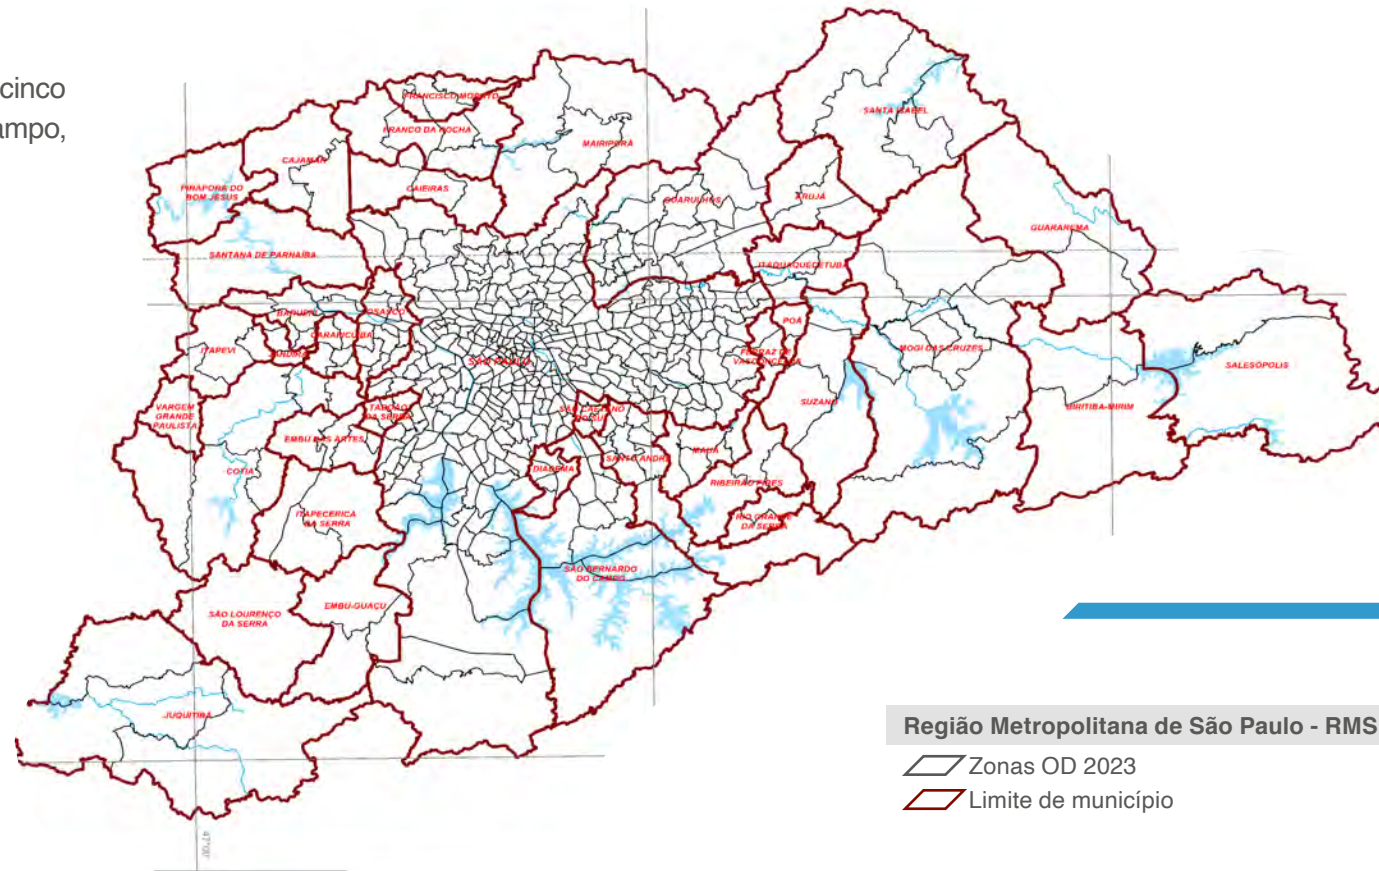 cinco
ampo,
FRANCISCO MORATO
FRANCO DA ROCHA
MAIRIPORÃ
SANTA ISABEL
CAJAMAR
CAIEIRAS
PIRAPORA DO
BOM JESUS
GUARULHOS
ARUJÁ
GUARAREMA
SANTANA DE PARNAÍBA
ITAQUAQUECETUBA
BARUERI
OSASCO
POÁ
CARAPICUÍBA
ITAPEVI
JANDIRA
SÃO PAULO
FERRAZ DE
VASCONCELOS
MOGI DAS CRUZES
SALESÓPOLIS
VARGEM
GRANDE
PAULISTA
TABOÃO
DA SERRA
SÃO CAETANO
DO SUL
SUZANO
BIRITIBA-MIRIM
EMBU DAS ARTES
COTIA
DIADEMA
SANTO ANDRÉ
MAUÁ
RIBEIRÃO PIRES
ITAPECERICA
DA SERRA
RIO GRANDE
DA SERRA
SÃO BERNARDO
DO CAMPO
SÃO LOURENÇO
DA SERRA
EMBU-GUAÇU
JUQUITIBA
Região Metropolitana de São Paulo - RMS
Zonas OD 2023
Limite de município
47°00'